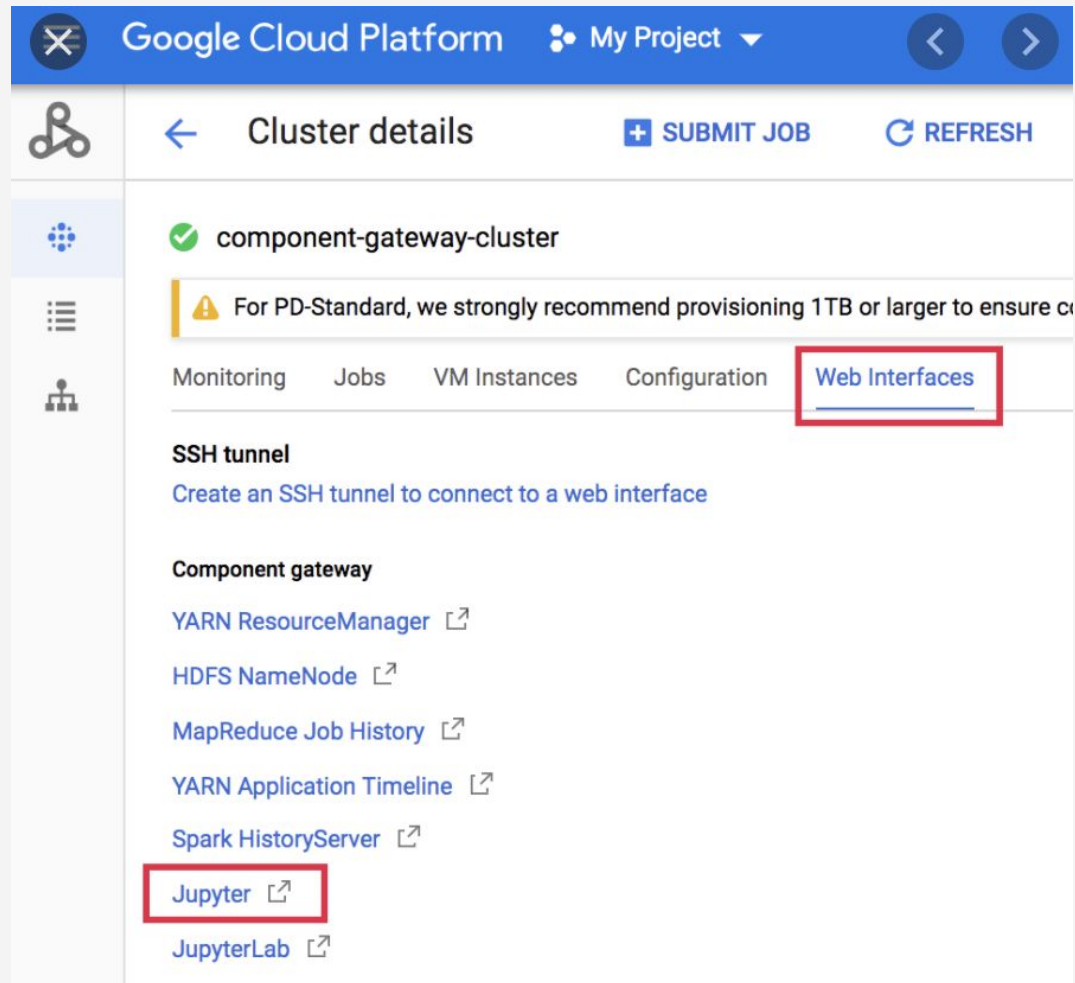 Google Cloud Platform My Project
Cluster details SUBMIT JOB REFRESH
component-gateway-cluster
For PD-Standard, we strongly recommend provisioning 1TB or larger to ensure
Monitoring Jobs VM Instances Configuration Web Interfaces
SSH tunnel
Create an SSH tunnel to connect to a web interface
Component gateway
YARN ResourceManager
HDFS NameNode
MapReduce Job History
YARN Application Timeline
Spark HistoryServer
Jupyter
JupyterLab